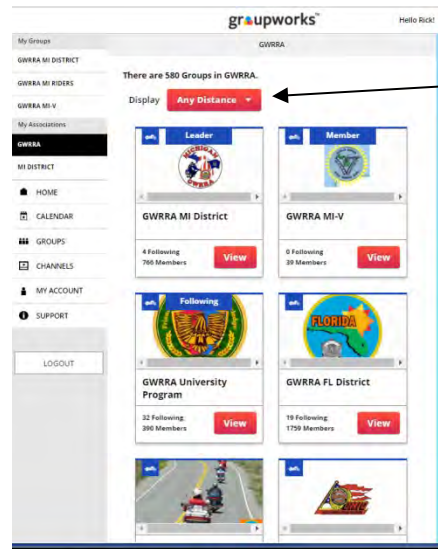 groupworks™
Hello Rick!
My Groups
GWRRA
GWRRA MI DISTRICT
GWRRA MI RIDERS
GWRRA MI-V
My Associations
GWRRA
MI DISTRICT
HOME
CALENDAR
GROUPS
CHANNELS
MY ACCOUNT
SUPPORT
LOGOUT
There are 580 Groups in GWRRA.
Display Any Distance
Leader
MICHIGAN
GWRRA
GWRRA MI District
4 Following
766 Members
View
Member
GWRRA MI-V
0 Following
39 Members
View
Following
GWRRA University
Program
32 Following
390 Members
View
FLORIDA
GWRRA FL District
19 Following
1759 Members
View